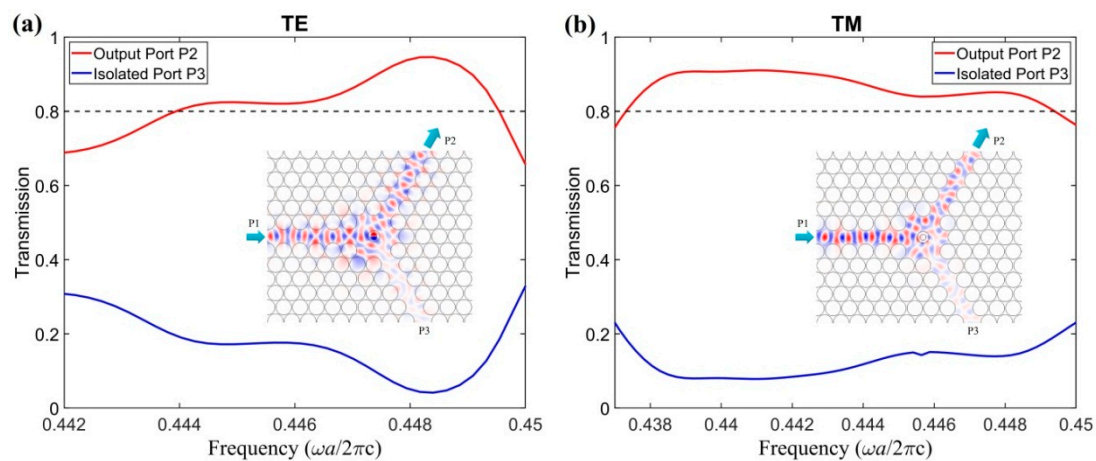 (a)
TE
Output Port P2
Isolated Port P3
Transmission
1
0.8
0.6
0.4
0.2
0
P1
P2
P3
0.442
0.444
0.446
0.448
0.45
Frequency (ωa/2πc)
(b)
TM
Output Port P2
Isolated Port P3
Transmission
1
0.8
0.6
0.4
0.2
0
P1
P2
P3
0.438
0.44
0.442
0.444
0.446
0.448
0.45
Frequency (ωa/2πc)